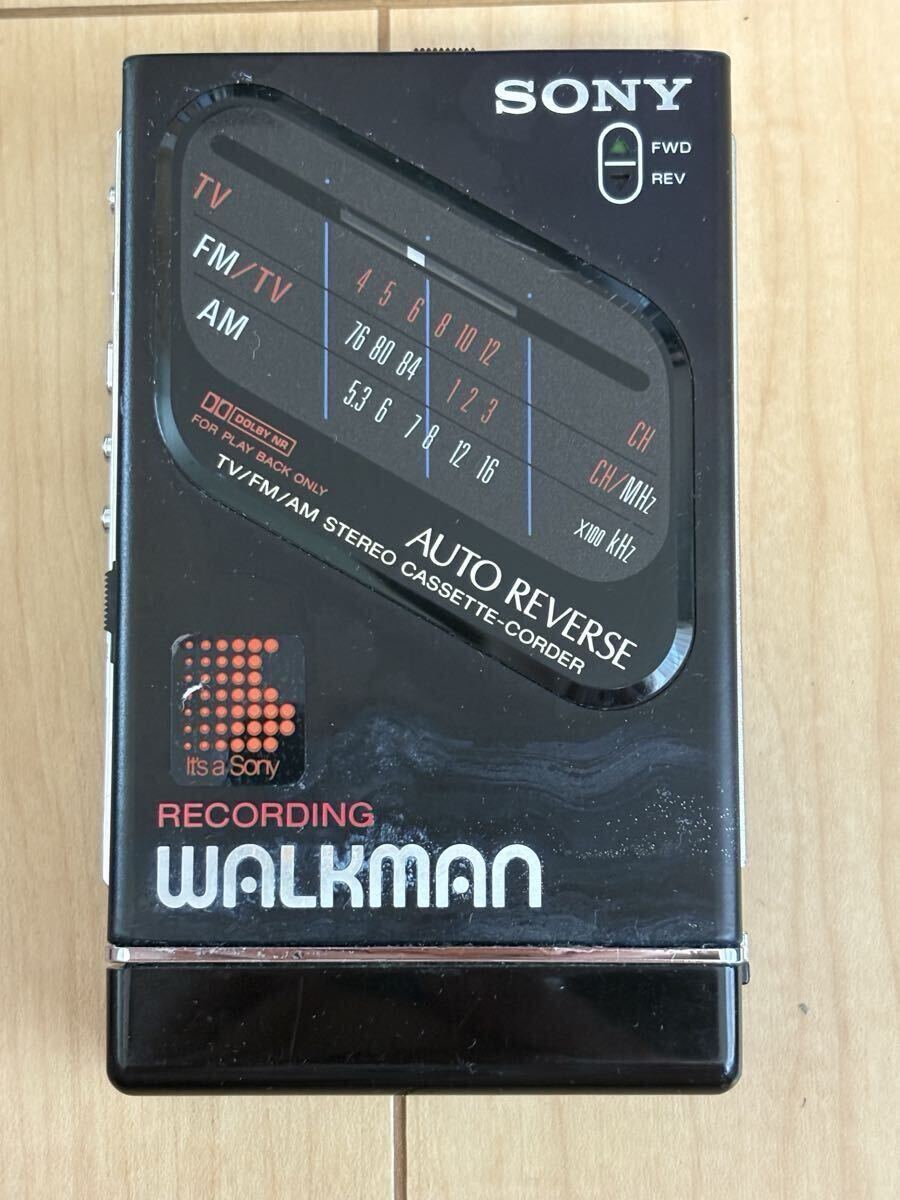 SONY
FWD
REV
TV
FM/TV
AM
4 5 6 8 10 12
76 80 84 1 2 3
5.3 6 7 8 12 16
CH
CH/MHz
X100 kHz
DOLBY NR
FOR PLAY BACK ONLY
TV/FM/AM STEREO CASSETTE-CORDER
AUTO REVERSE
It's a Sony
RECORDING
WALKMAN